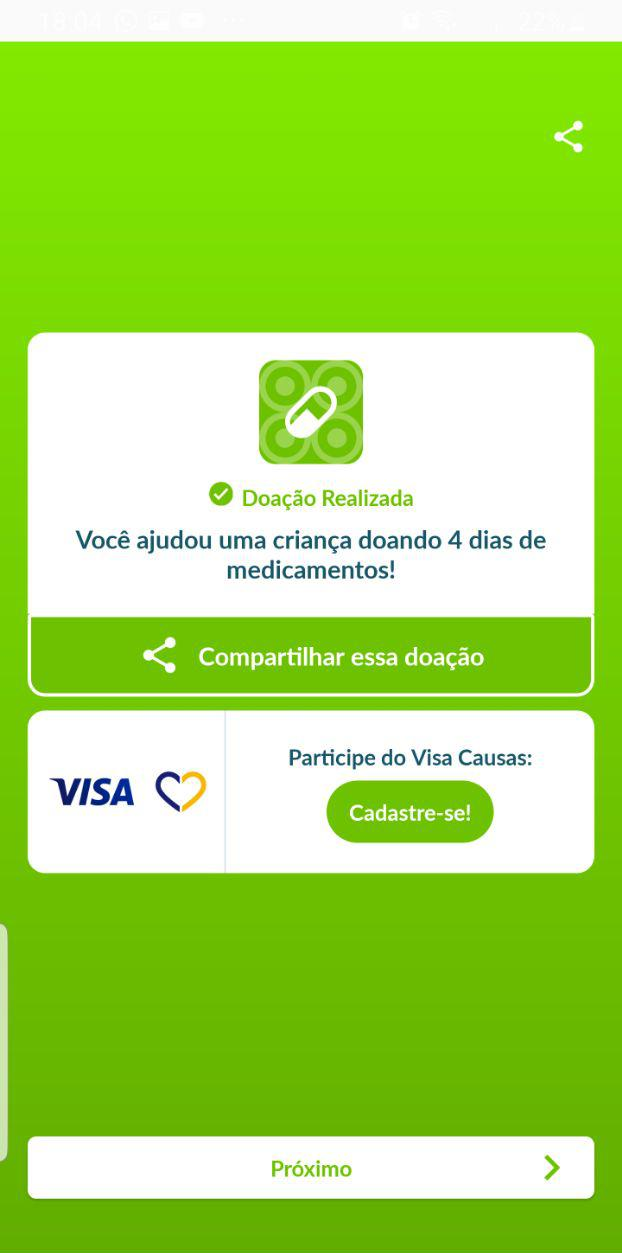 18:04
22%
Doação Realizada
Você ajudou uma criança doando 4 dias de
medicamentos!
Compartilhar essa doação
VISA
Participe do Visa Causas:
Cadastre-se!
Próximo